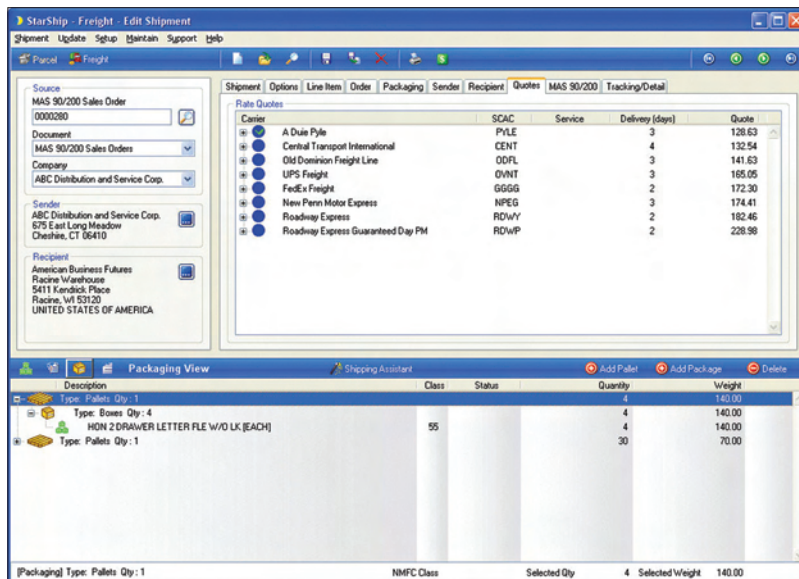 StarShip - Freight - Edit Shipment
Shipment Update Setup Maintain Support Help
Parcel Freight
Source
MAS 90/200 Sales Order
0000280
Document
MAS 90/200 Sales Orders
Company
ABC Distribution and Service Corp.
Sender
ABC Distribution and Service Corp.
675 East Long Meadow
Cheshire, CT 06410
Recipient
American Business Futures
Racine Warehouse
5411 Kendrick Place
Racine, WI 53120
UNITED STATES OF AMERICA
Shipment Options Line Item Order Packaging Sender Recipient Quotes MAS 90/200 Tracking/Detail
Rate Quotes
Carrier SCAC Service Delivery (days) Quote
A Duie Pyle PYLE 3 128.63
Central Transport International CENT 4 132.54
Old Dominion Freight Line ODFL 3 141.63
UPS Freight OVNT 3 165.05
FedEx Freight GGGG 2 172.30
New Penn Motor Express NPEG 3 174.41
Roadway Express RDWY 2 182.46
Roadway Express Guaranteed Day PM RDWP 2 228.98
Packaging View Shipping Assistant Add Pallet Add Package Delete
Description Class Status Quantity Weight
Type: Pallets Qty: 1 4 140.00
Type: Boxes Qty: 4 4 140.00
HON 2 DRAWER LETTER FLE W/O LK [EACH] 55 4 140.00
Type: Pallets Qty: 1 30 70.00
[Packaging] Type: Pallets Qty: 1 NMFC Class Selected Qty 4 Selected Weight 140.00